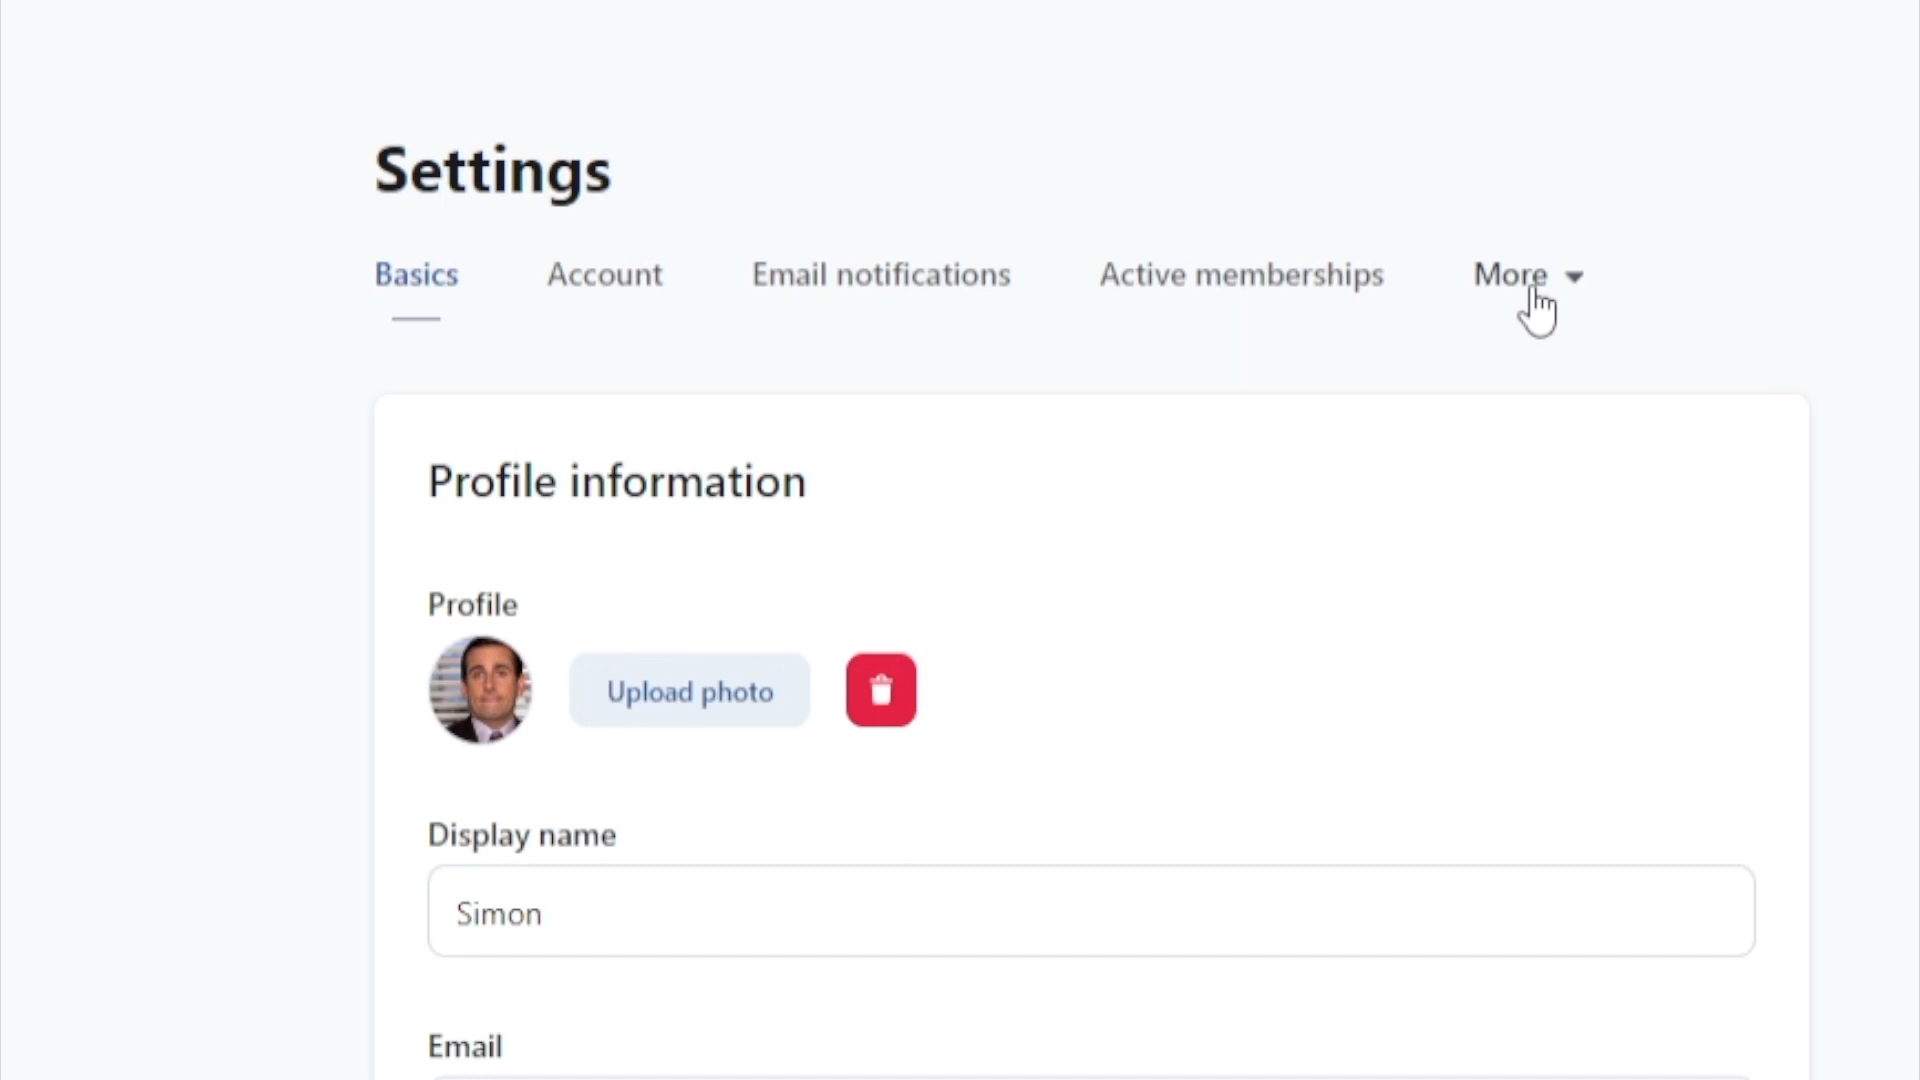 Settings
Basics Account Email notifications Active memberships More
Profile information
Profile
Upload photo
Display name
Simon
Email